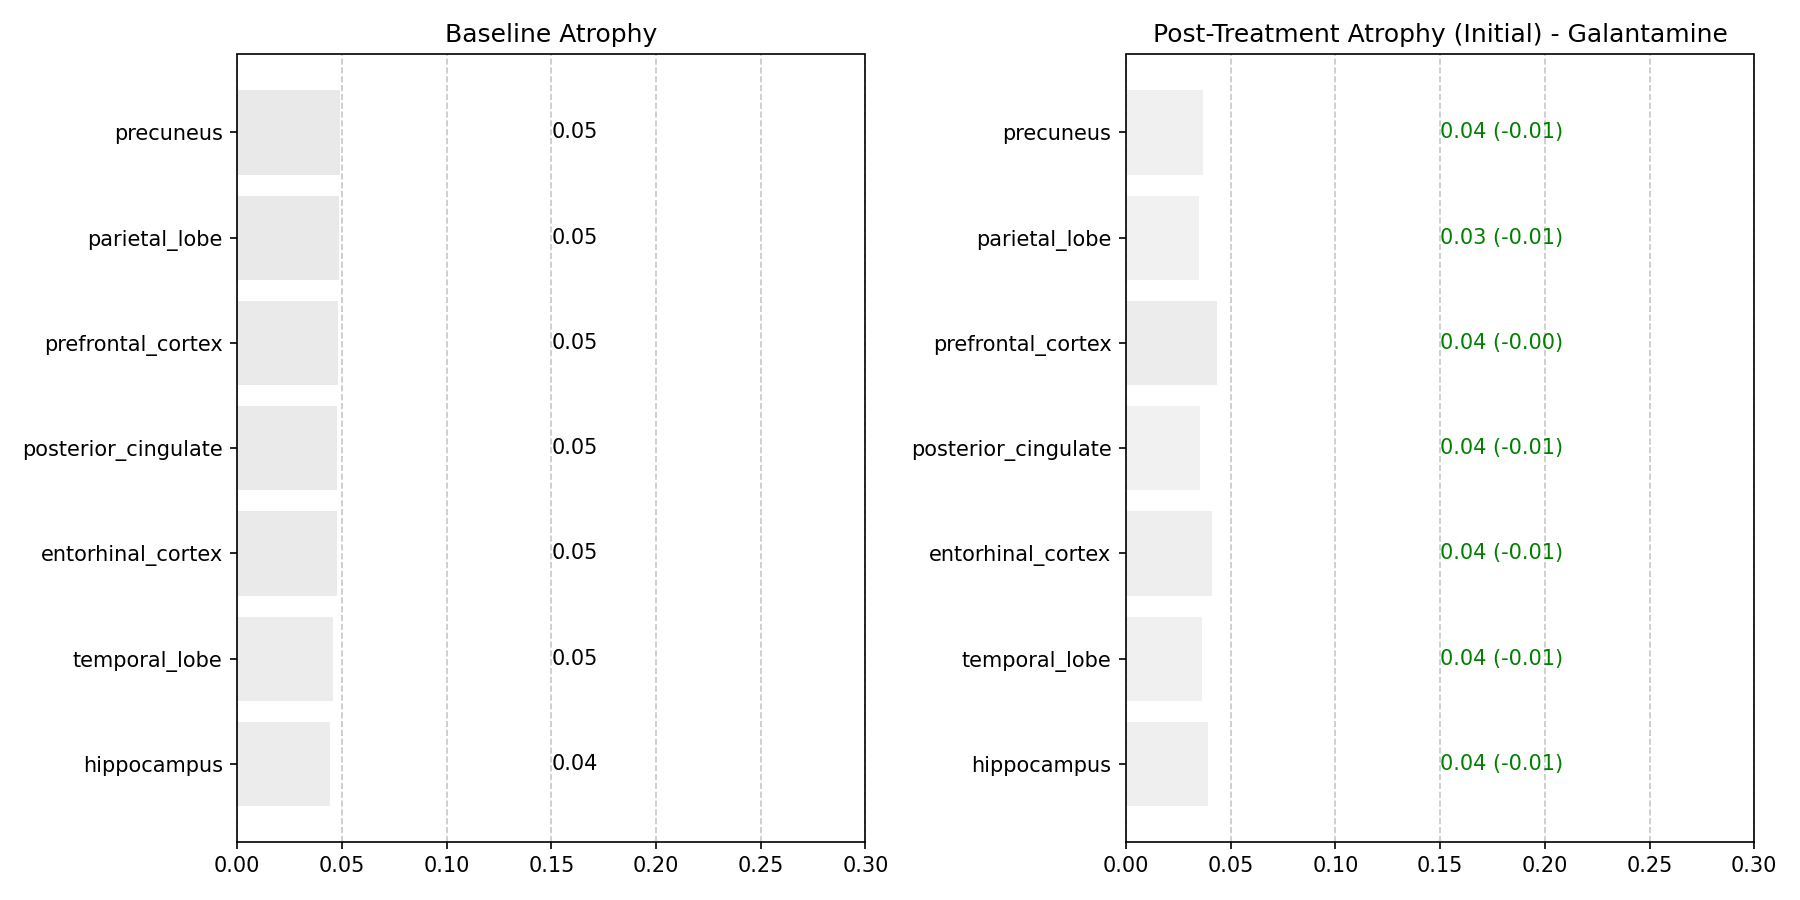 Baseline Atrophy
precuneus 0.05
parietal_lobe 0.05
prefrontal_cortex 0.05
posterior_cingulate 0.05
entorhinal_cortex 0.05
temporal_lobe 0.05
hippocampus 0.04
0.00 0.05 0.10 0.15 0.20 0.25 0.30
Post-Treatment Atrophy (Initial) - Galantamine
precuneus 0.04 (-0.01)
parietal_lobe 0.03 (-0.01)
prefrontal_cortex 0.04 (-0.00)
posterior_cingulate 0.04 (-0.01)
entorhinal_cortex 0.04 (-0.01)
temporal_lobe 0.04 (-0.01)
hippocampus 0.04 (-0.01)
0.00 0.05 0.10 0.15 0.20 0.25 0.30